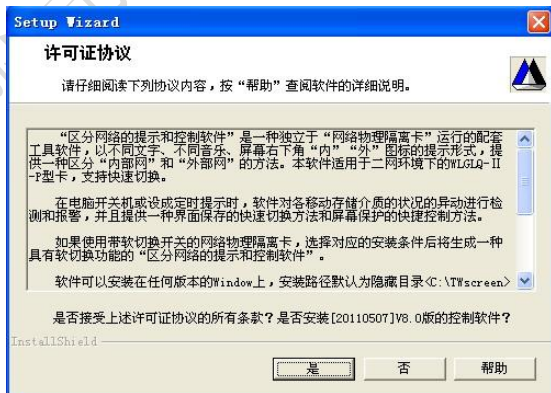 Setup Wizard
许可证协议
请仔细阅读下列协议内容，按“帮助”查阅软件的详细说明。
“区分网络的提示和控制软件”是一种独立于“网络物理隔离卡”运行的配套
工具软件，以不同文字、不同音乐、屏幕右下角“内”“外”图标的提示形式，提
供一种区分“内部网”和“外部网”的方法。本软件适用于二网环境下的WLGLQ-II
-P型卡，支持快速切换。
在电脑开关机或设成定时提示时，软件对各移动存储介质的状况的异动进行检
测和报警，并且提供一种界面保存的快速切换方法和屏幕保护的快捷控制方法。
如果使用带软切换开关的网络物理隔离卡，选择对应的安装条件后将生成一种
具有软切换功能的“区分网络的提示和控制软件”。
软件可以安装在任何版本的Window上，安装路径默认为隐藏目录<C:\TWscreen>
是否接受上述许可证协议的所有条款？是否安装[20110507]V8.0版的控制软件？
InstallShield
是
否
帮助